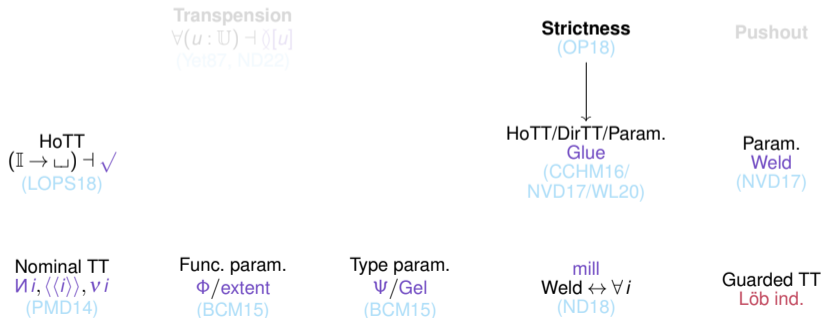 Transpension
∀(u : 𝕌) ⊣ ≬[u]
(Yet87, ND22)
Strictness
(OP18)
Pushout
HoTT
(𝕀 → ␣) ⊣ √
(LOPS18)
HoTT/DirTT/Param.
Glue
(CCHM16/
NVD17/WL20)
Param.
Weld
(NVD17)
Nominal TT
И i, ⟨⟨i⟩⟩, ν i
(PMD14)
Func. param.
Φ/extent
(BCM15)
Type param.
Ψ/Gel
(BCM15)
mill
Weld ↔ ∀ i
(ND18)
Guarded TT
Löb ind.